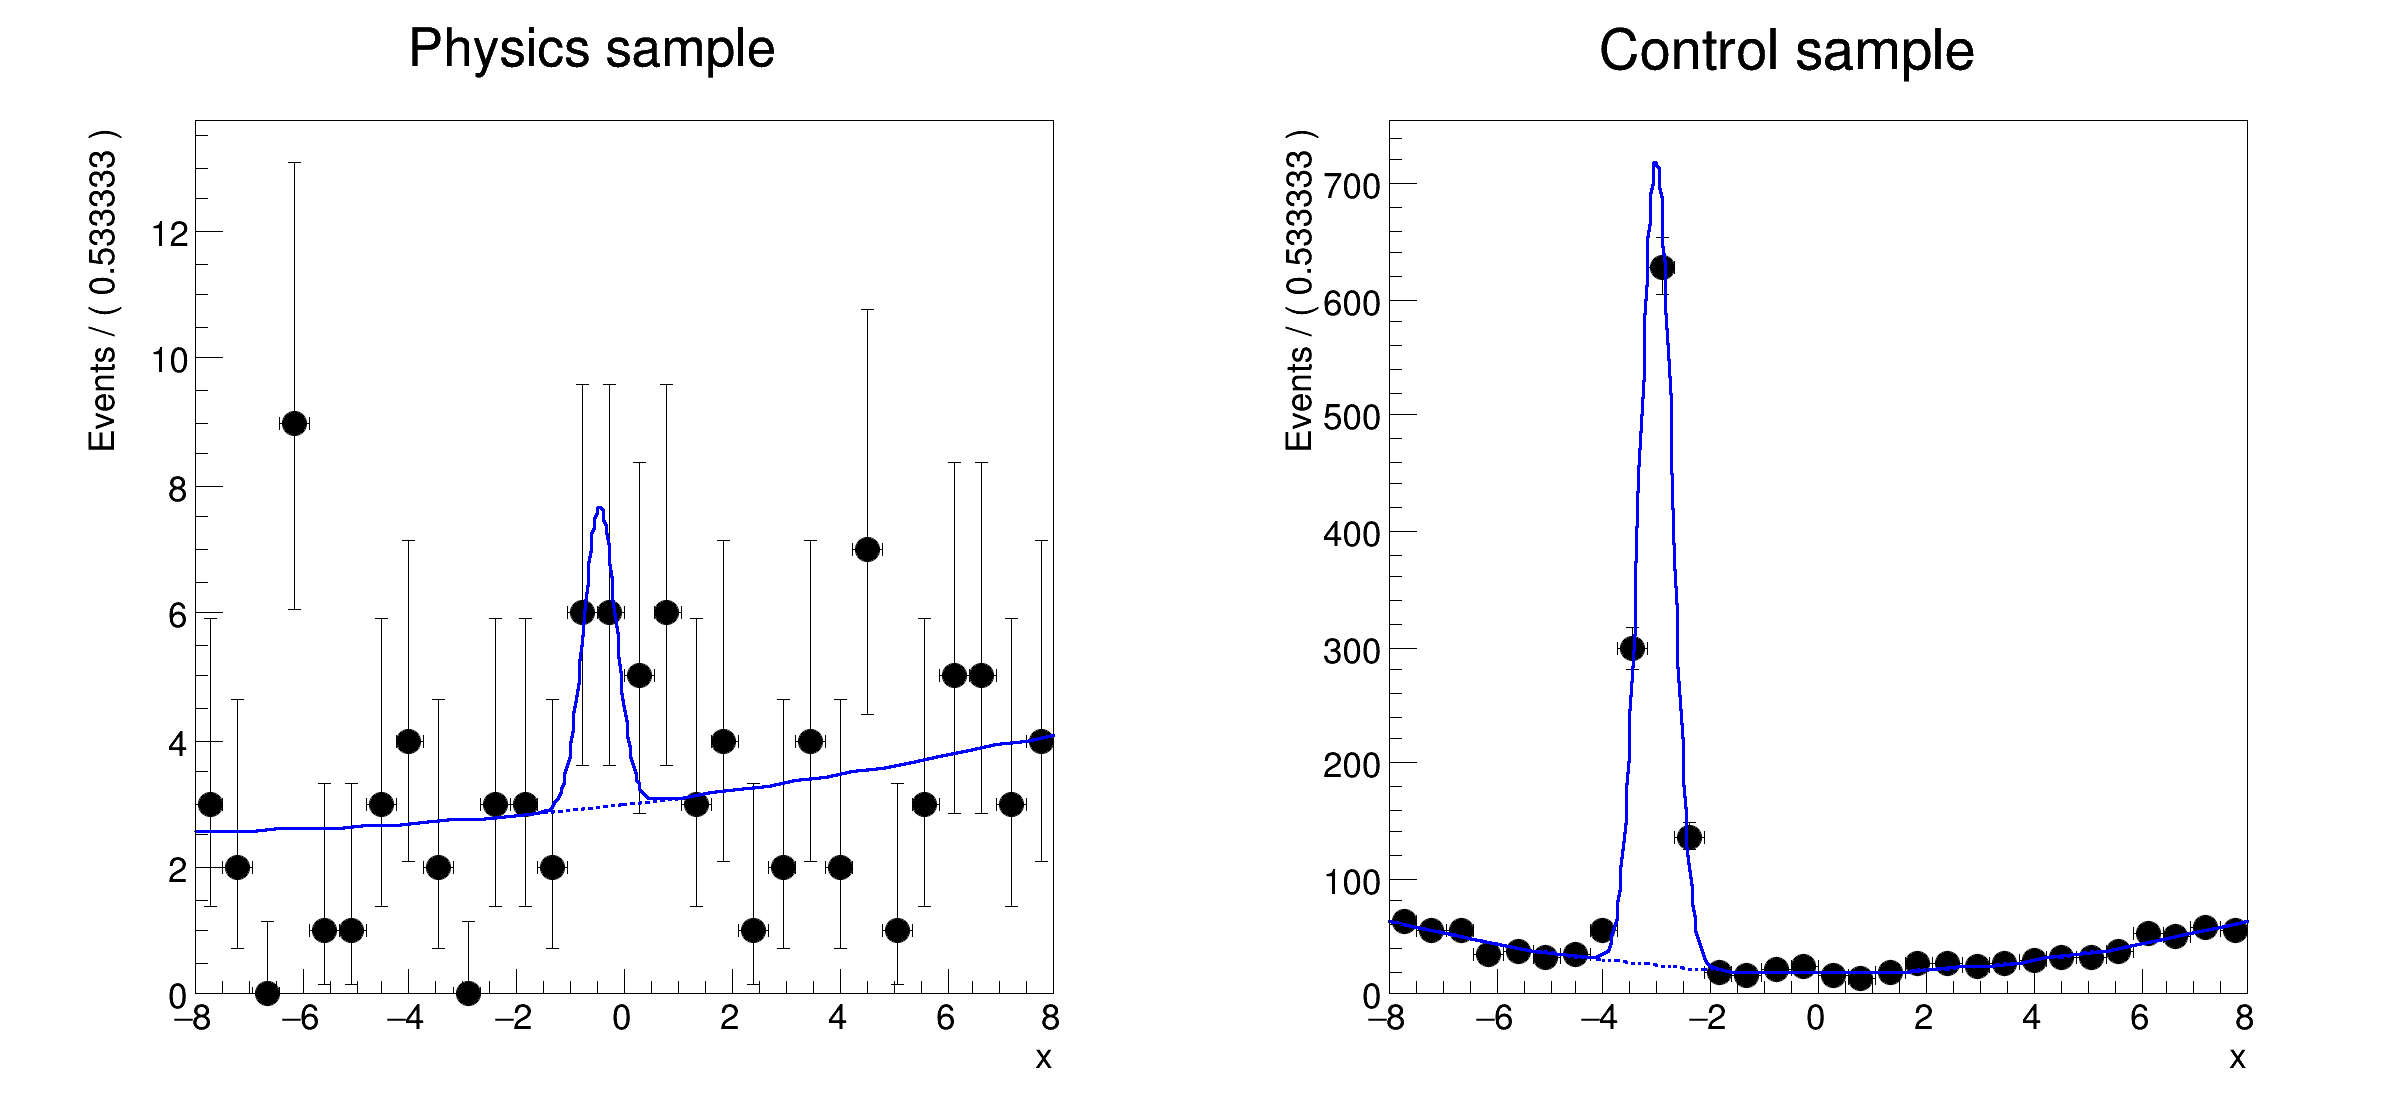 Physics sample
Events / ( 0.533333 )
12
10
8
6
4
2
0
−8 −6 −4 −2 0 2 4 6 8
x
Control sample
Events / ( 0.533333 )
700
600
500
400
300
200
100
0
−8 −6 −4 −2 0 2 4 6 8
x